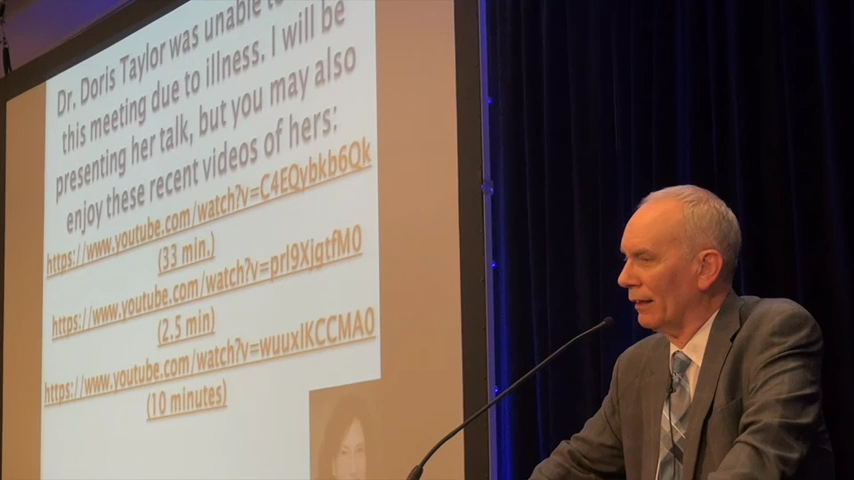 Dr. Doris Taylor was unable to
this meeting due to illness. I will be
presenting her talk, but you may also
enjoy these recent videos of hers:
https://www.youtube.com/watch?v=C4EQvbkb6Qk
(33 min.)
https://www.youtube.com/watch?v=prl9XjgtfM0
(2.5 min)
https://www.youtube.com/watch?v=wuuxlKCCMA0
(10 minutes)